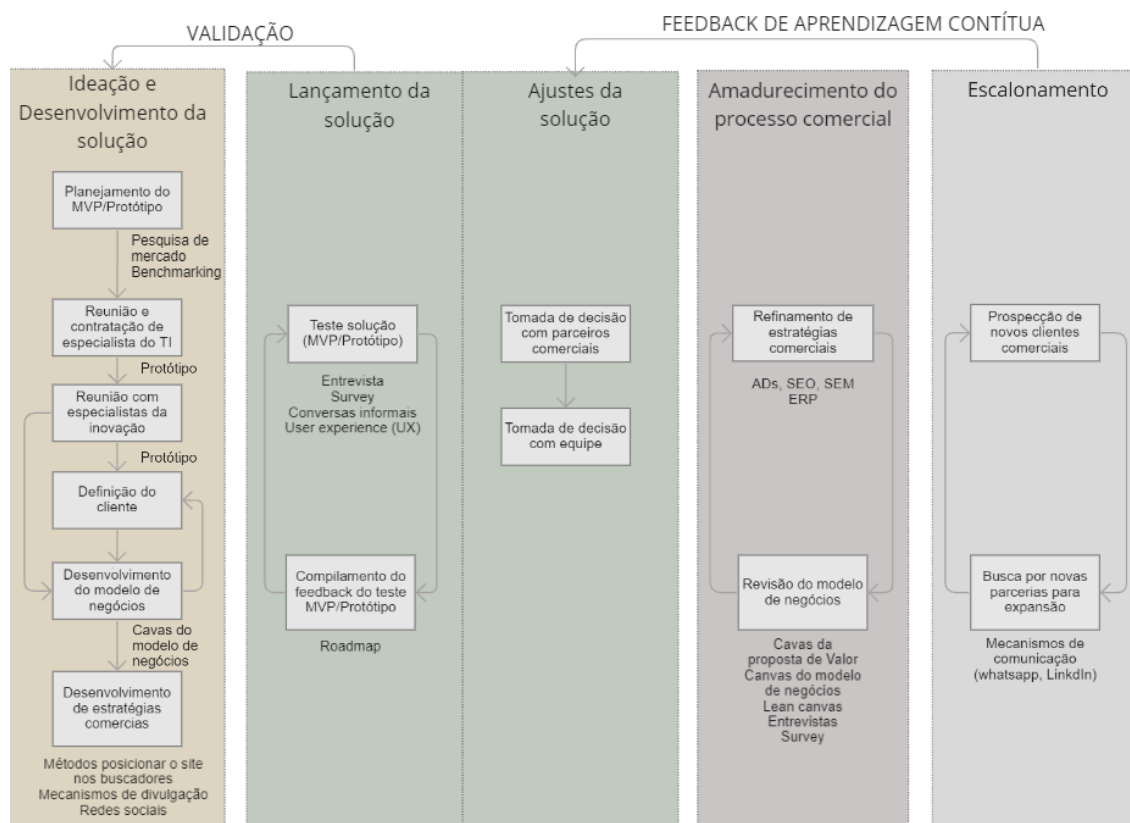 VALIDAÇÃO
FEEDBACK DE APRENDIZAGEM CONTÍTUA
Ideação e
Desenvolvimento da
solução
Planejamento do
MVP/Protótipo
Pesquisa de
mercado
Benchmarking
Reunião e
contratação de
especialista do TI
Protótipo
Reunião com
especialistas da
inovação
Protótipo
Definição do
cliente
Desenvolvimento
do modelo de
negócios
Cavas do
modelo de
negócios
Desenvolvimento
de estratégias
comercias
Métodos posicionar o site
nos buscadores
Mecanismos de divulgação
Redes sociais
Lançamento da
solução
Teste solução
(MVP/Protótipo)
Entrevista
Survey
Conversas informais
User experience (UX)
Compilamento do
feedback do teste
MVP/Protótipo
Roadmap
Ajustes da
solução
Tomada de decisão
com parceiros
comerciais
Tomada de decisão
com equipe
Amadurecimento do
processo comercial
Refinamento de
estratégias
comerciais
ADs, SEO, SEM
ERP
Revisão do modelo
de negócios
Cavas da
proposta de Valor
Canvas do modelo
de negócios
Lean canvas
Entrevistas
Survey
Escalonamento
Prospecção de
novos clientes
comerciais
Busca por novas
parcerias para
expansão
Mecanismos de
comunicação
(whatsapp, LinkdIn)